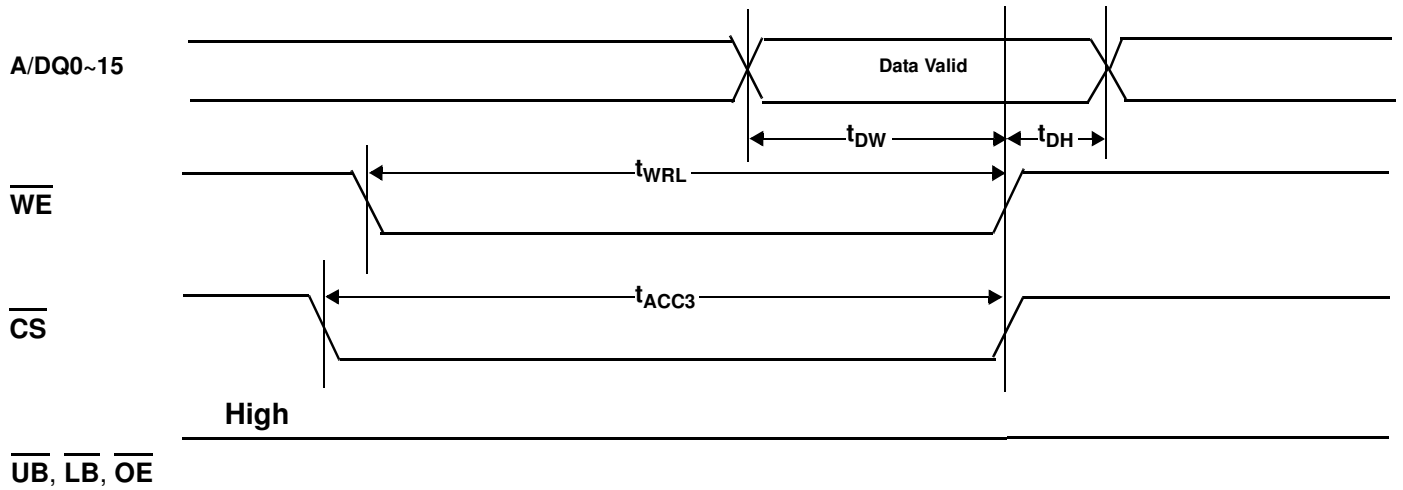 A/DQ0~15
Data Valid
tDW
tDH
tWRL
WE
tACC3
CS
High
UB, LB, OE